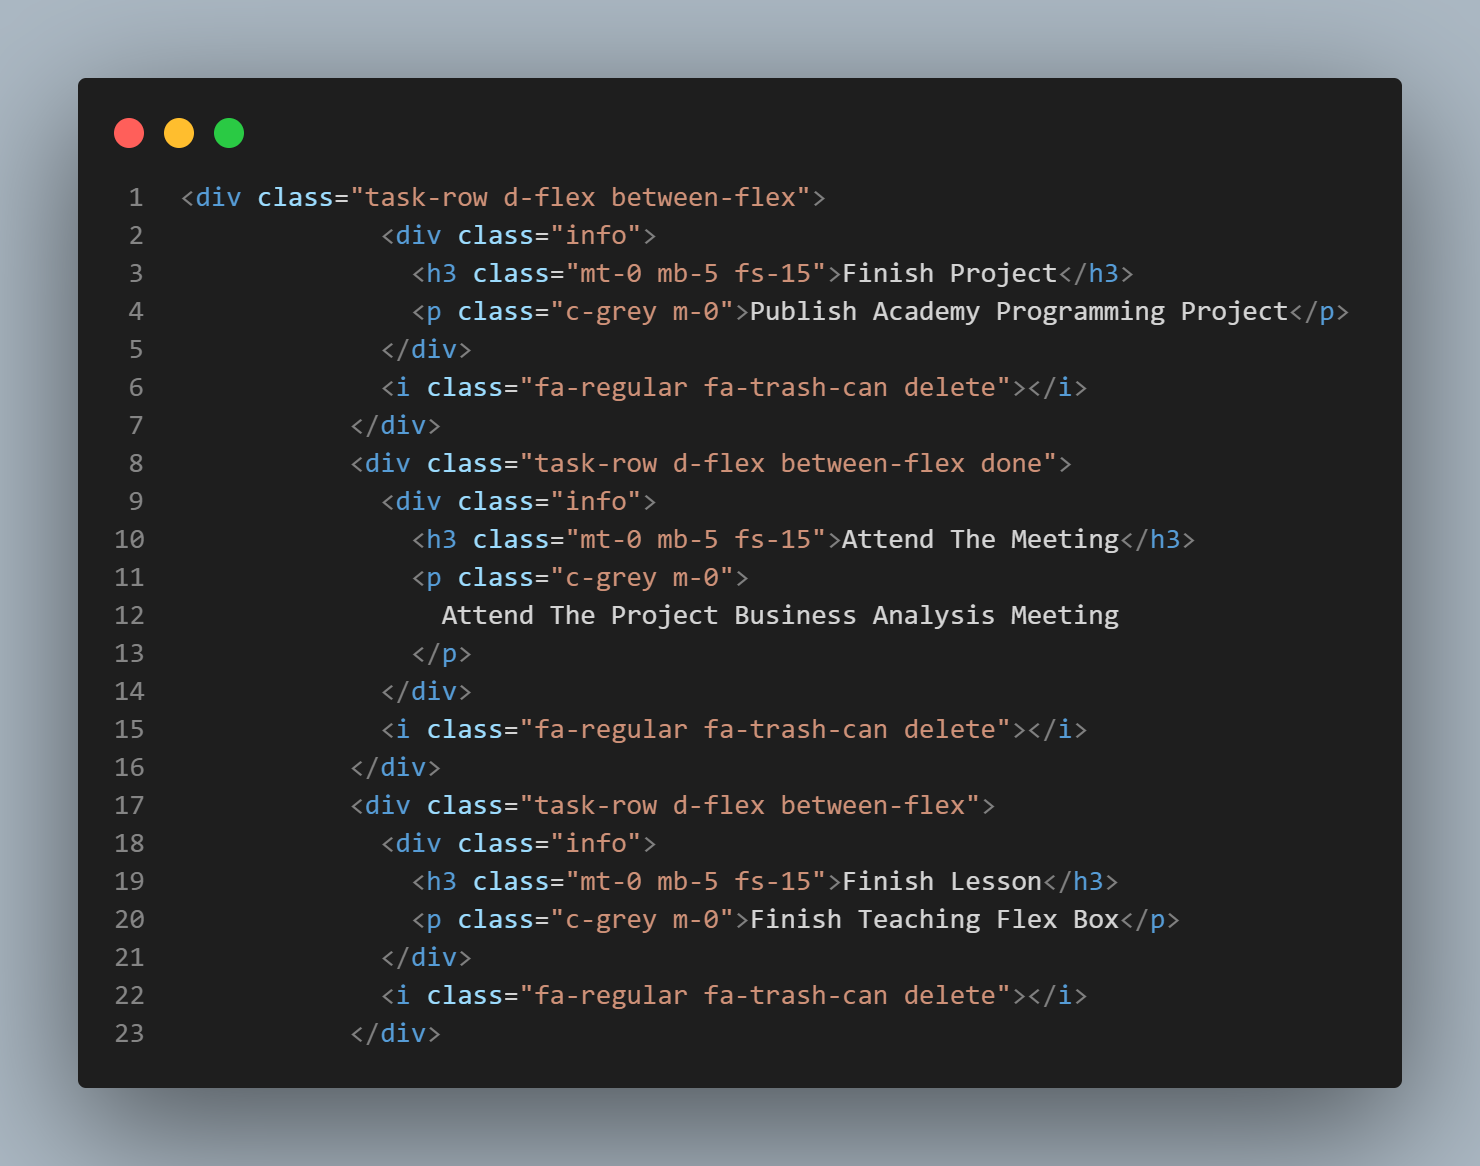 1 <div class="task-row d-flex between-flex">
2 <div class="info">
3 <h3 class="mt-0 mb-5 fs-15">Finish Project</h3>
4 <p class="c-grey m-0">Publish Academy Programming Project</p>
5 </div>
6 <i class="fa-regular fa-trash-can delete"></i>
7 </div>
8 <div class="task-row d-flex between-flex done">
9 <div class="info">
10 <h3 class="mt-0 mb-5 fs-15">Attend The Meeting</h3>
11 <p class="c-grey m-0">
12 Attend The Project Business Analysis Meeting
13 </p>
14 </div>
15 <i class="fa-regular fa-trash-can delete"></i>
16 </div>
17 <div class="task-row d-flex between-flex">
18 <div class="info">
19 <h3 class="mt-0 mb-5 fs-15">Finish Lesson</h3>
20 <p class="c-grey m-0">Finish Teaching Flex Box</p>
21 </div>
22 <i class="fa-regular fa-trash-can delete"></i>
23 </div>